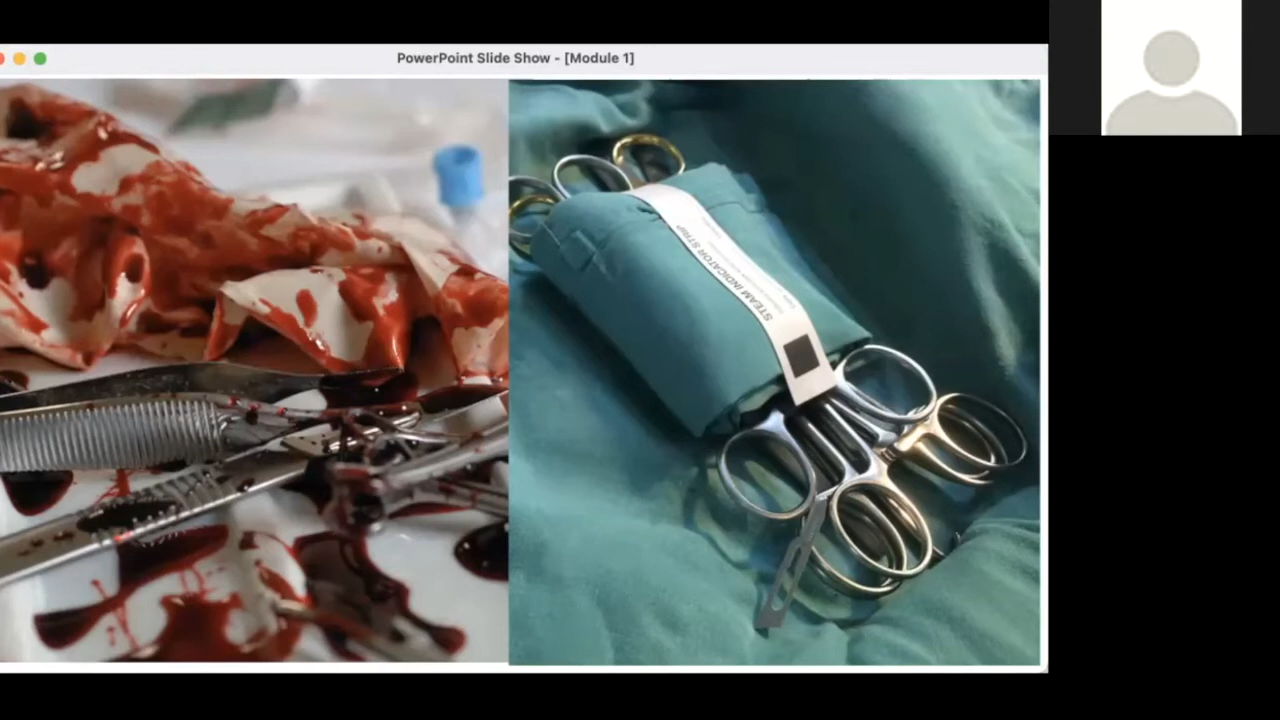 PowerPoint Slide Show - [Module 1]
STEAM INDICATOR STRIP